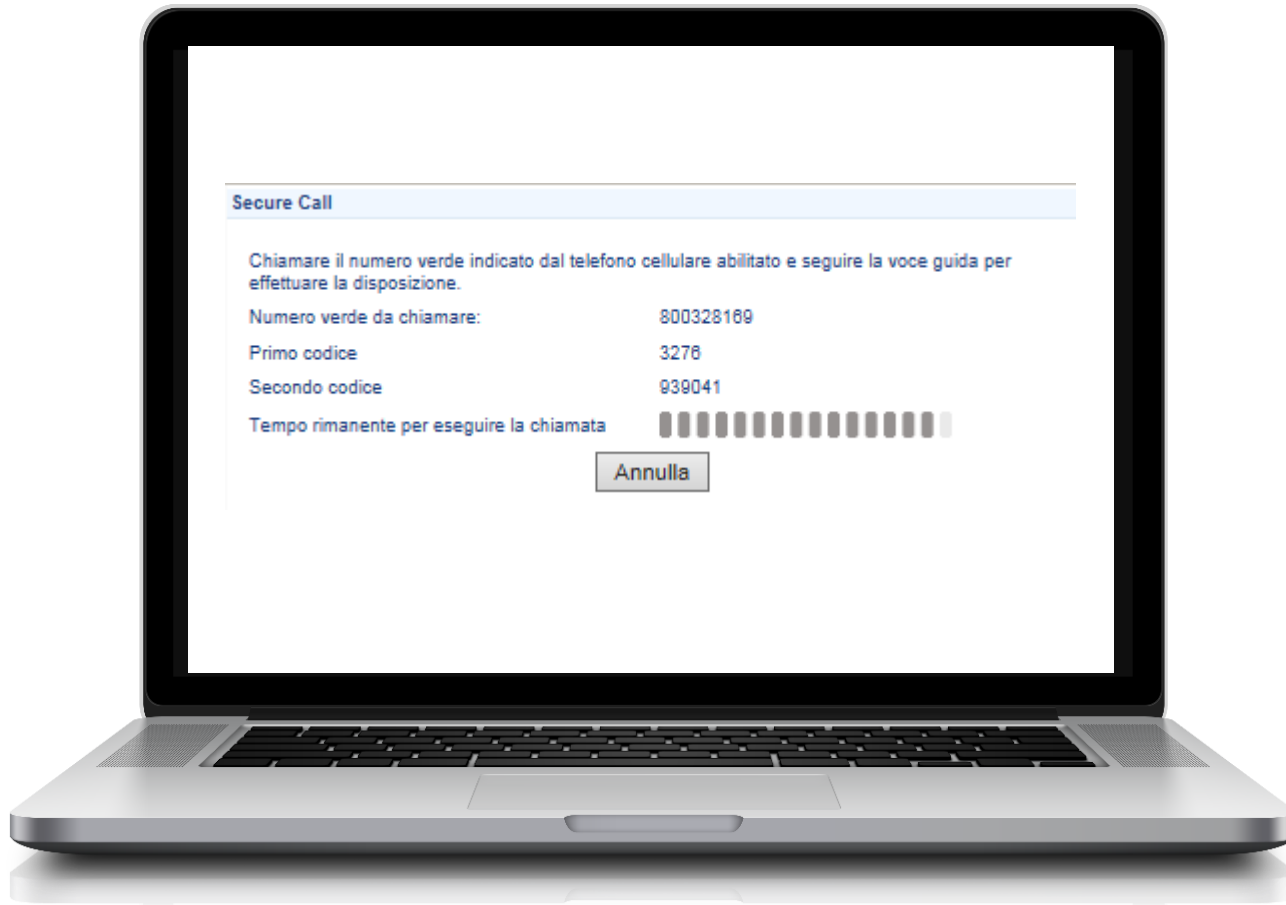 Secure Call
Chiamare il numero verde indicato dal telefono cellulare abilitato e seguire la voce guida per
effettuare la disposizione.
Numero verde da chiamare: 800328169
Primo codice 3276
Secondo codice 939041
Tempo rimanente per eseguire la chiamata
Annulla